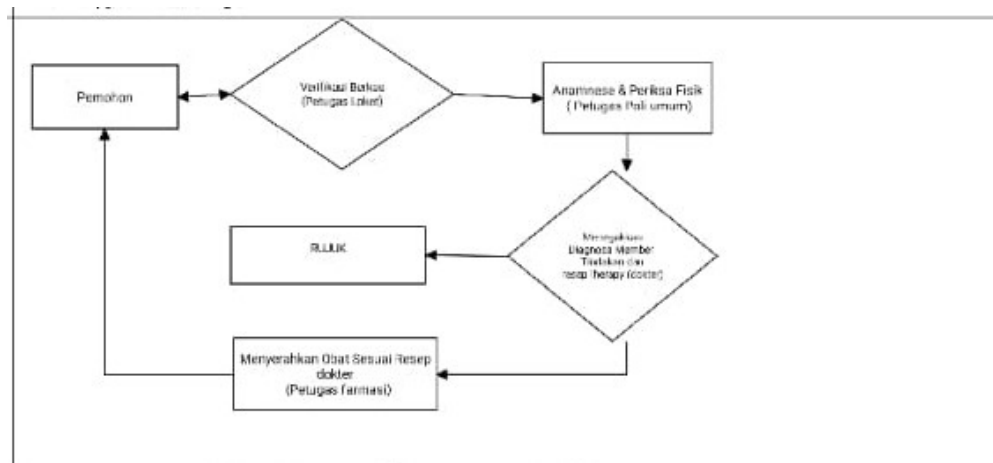 Pemohon
Verifikasi Berkas
(Petugas Loket)
Anamnese & Periksa Fisik
( Petugas Poli umum)
Menegakkan
Diagnosa Member
Tindakan dan
resep Therapy (dokter)
RUJUK
Menyerahkan Obat Sesuai Resep
dokter
(Petugas farmasi)